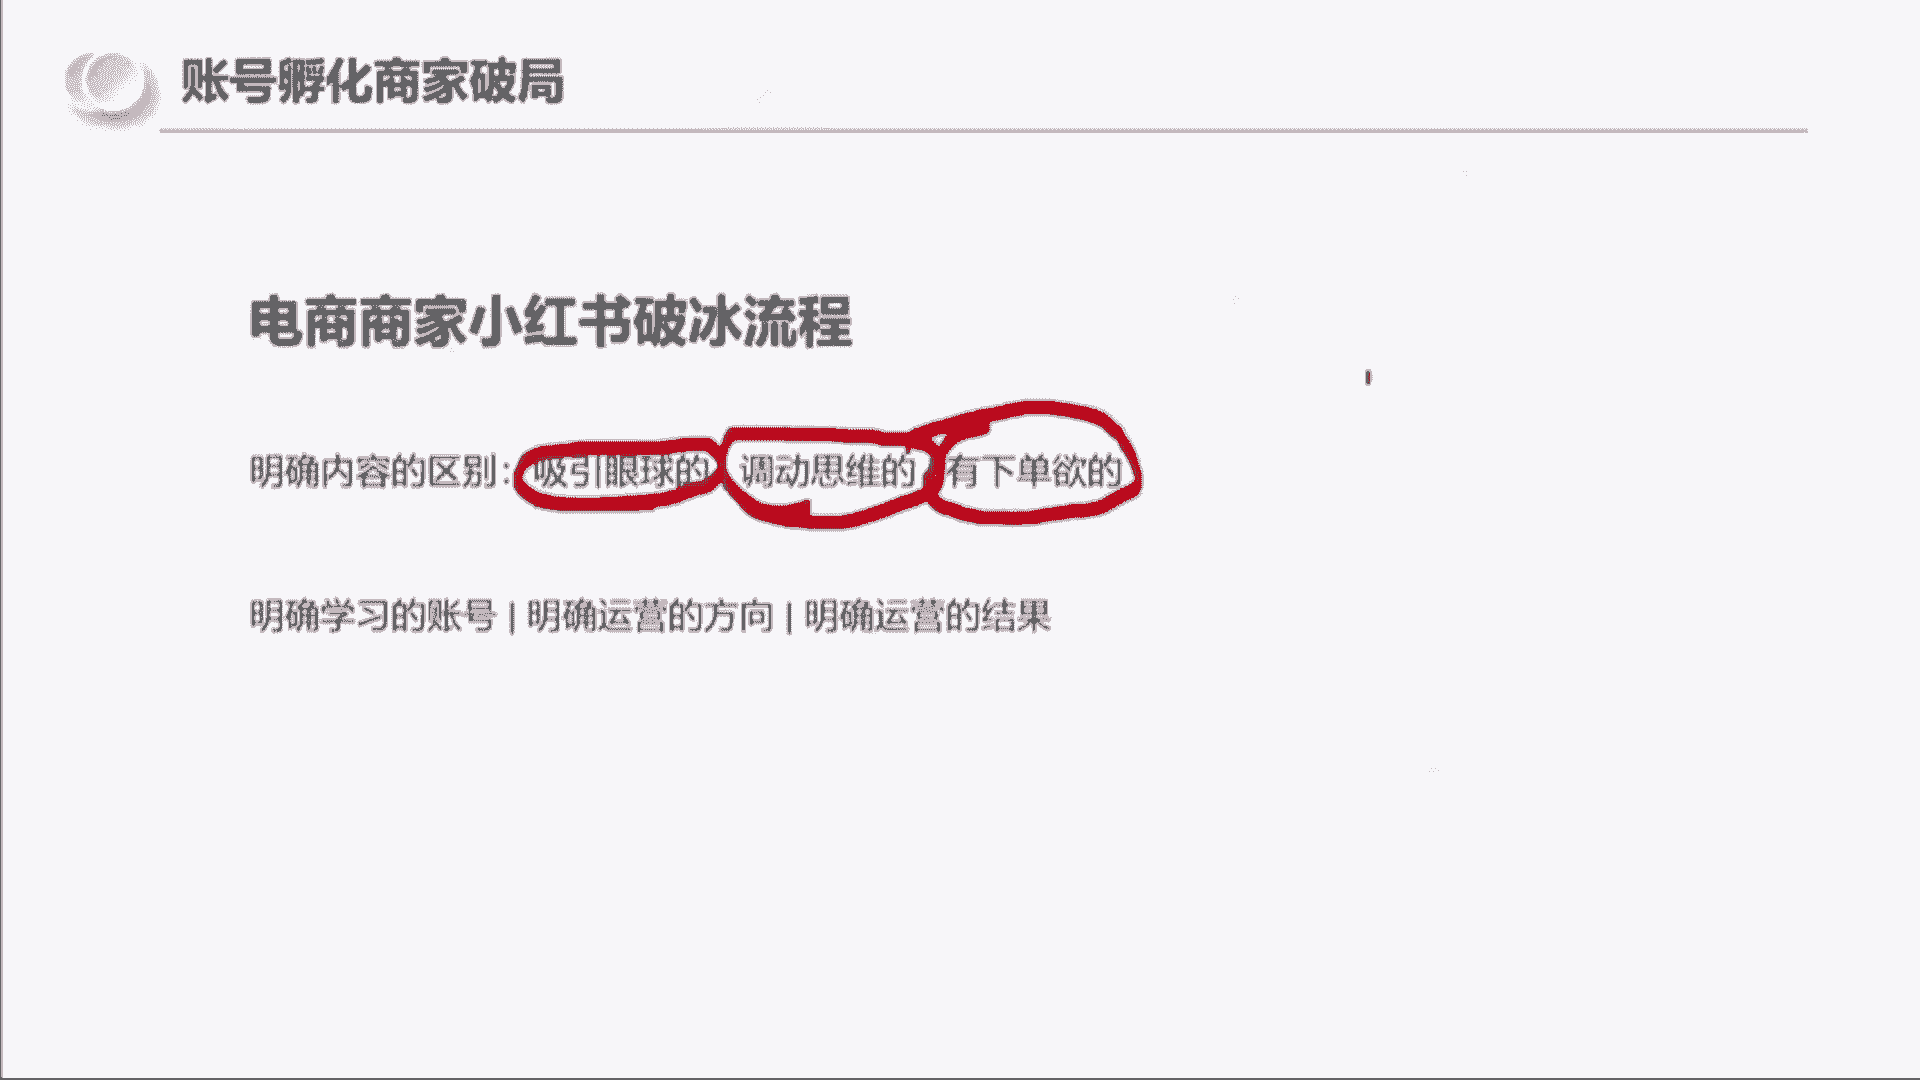 账号孵化商家破局
电商商家小红书破冰流程
明确内容的区别：吸引眼球的 调动思维的 有下单欲的
明确学习的账号 | 明确运营的方向 | 明确运营的结果